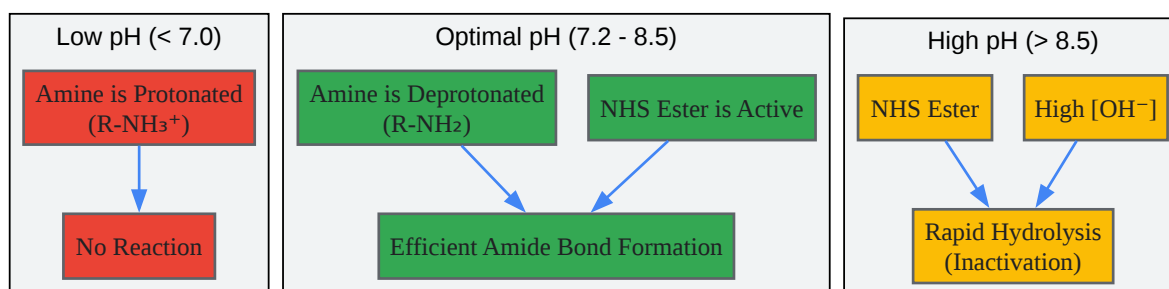 Low pH (< 7.0)
Amine is Protonated
(R-NH₃⁺)
No Reaction
Optimal pH (7.2 - 8.5)
Amine is Deprotonated
(R-NH₂)
NHS Ester is Active
Efficient Amide Bond Formation
High pH (> 8.5)
NHS Ester
High [OH⁻]
Rapid Hydrolysis
(Inactivation)